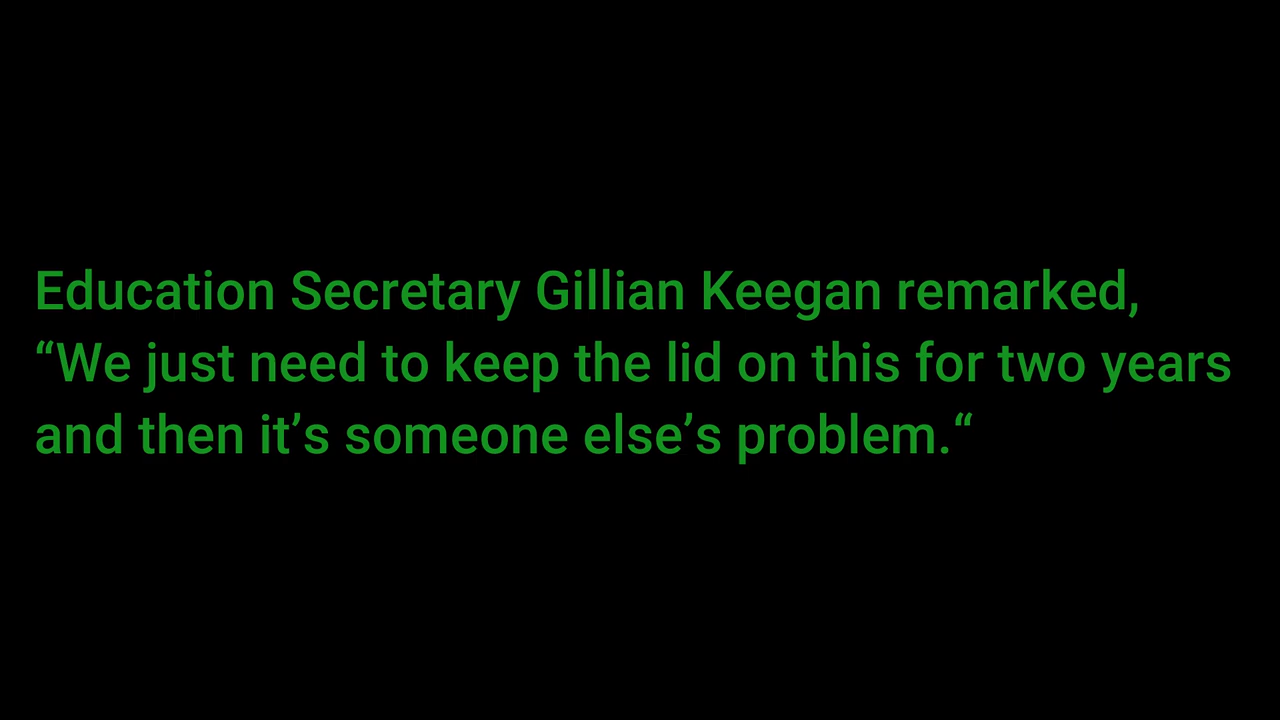 Education Secretary Gillian Keegan remarked,
“We just need to keep the lid on this for two years
and then it’s someone else’s problem.“